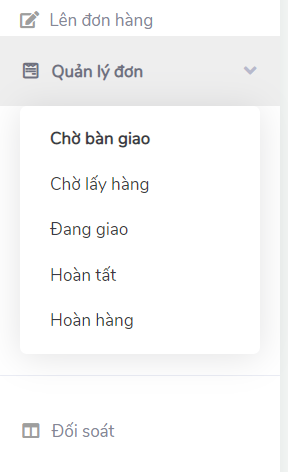 Lên đơn hàng
Quản lý đơn
Chờ bàn giao
Chờ lấy hàng
Đang giao
Hoàn tất
Hoàn hàng
Đối soát